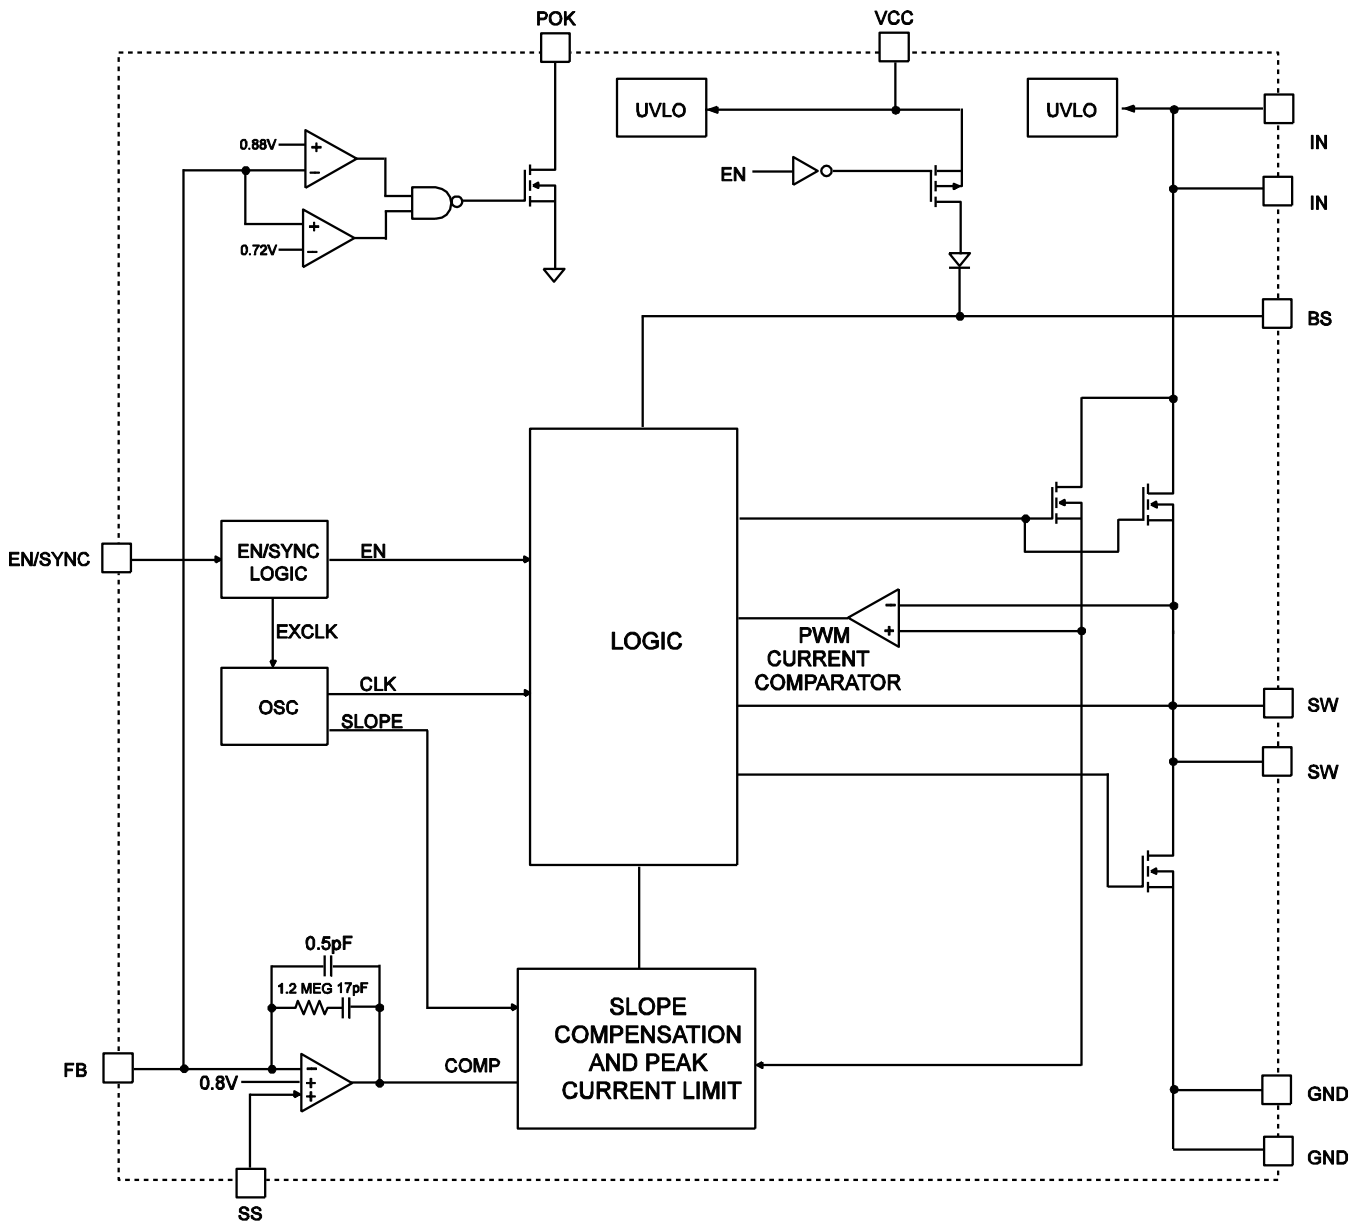 POK
VCC
UVLO
UVLO
IN
IN
0.88V
+
−
EN
+
0.72V
−
BS
EN/SYNC
EN/SYNC
LOGIC
EN
EXCLK
OSC
CLK
SLOPE
LOGIC
−
+
PWM
CURRENT
COMPARATOR
SW
SW
0.5pF
1.2 MEG 17pF
FB
−
0.8V
+
+
COMP
SLOPE
COMPENSATION
AND PEAK
CURRENT LIMIT
GND
GND
SS